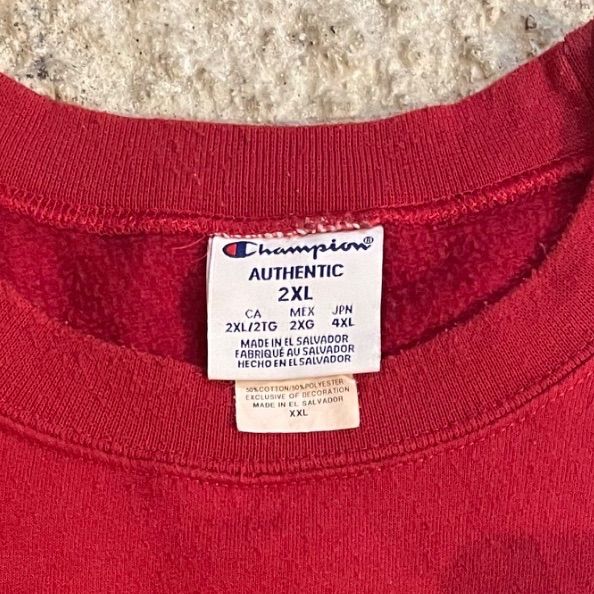 Champion®
AUTHENTIC
2XL
CA MEX JPN
2XL/2TG 2XG 4XL
MADE IN EL SALVADOR
FABRIQUÉ AU SALVADOR
HECHO EN EL SALVADOR
50%COTTON/50%POLYESTER
EXCLUSIVE OF DECORATION
MADE IN EL SALVADOR
XXL